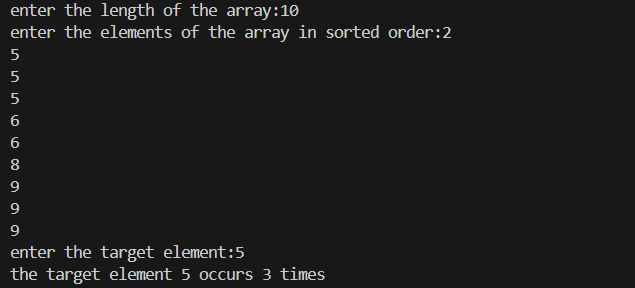 enter the length of the array:10
enter the elements of the array in sorted order:2
5
5
5
6
6
8
9
9
9
enter the target element:5
the target element 5 occurs 3 times